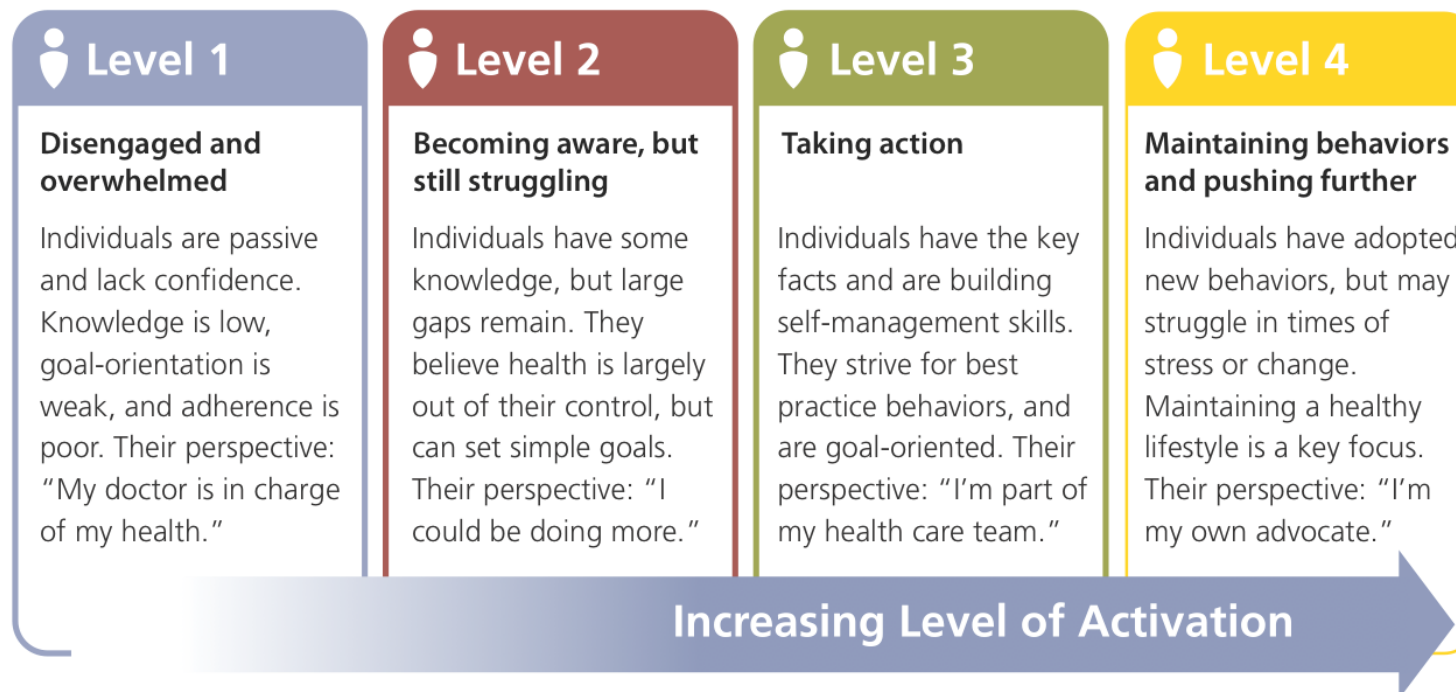 Level 1
Disengaged and
overwhelmed
Individuals are passive
and lack confidence.
Knowledge is low,
goal-orientation is
weak, and adherence is
poor. Their perspective:
“My doctor is in charge
of my health.”
Level 2
Becoming aware, but
still struggling
Individuals have some
knowledge, but large
gaps remain. They
believe health is largely
out of their control, but
can set simple goals.
Their perspective: “I
could be doing more.”
Level 3
Taking action
Individuals have the key
facts and are building
self-management skills.
They strive for best
practice behaviors, and
are goal-oriented. Their
perspective: “I’m part of
my health care team.”
Level 4
Maintaining behaviors
and pushing further
Individuals have adopted
new behaviors, but may
struggle in times of
stress or change.
Maintaining a healthy
lifestyle is a key focus.
Their perspective: “I’m
my own advocate.”
Increasing Level of Activation